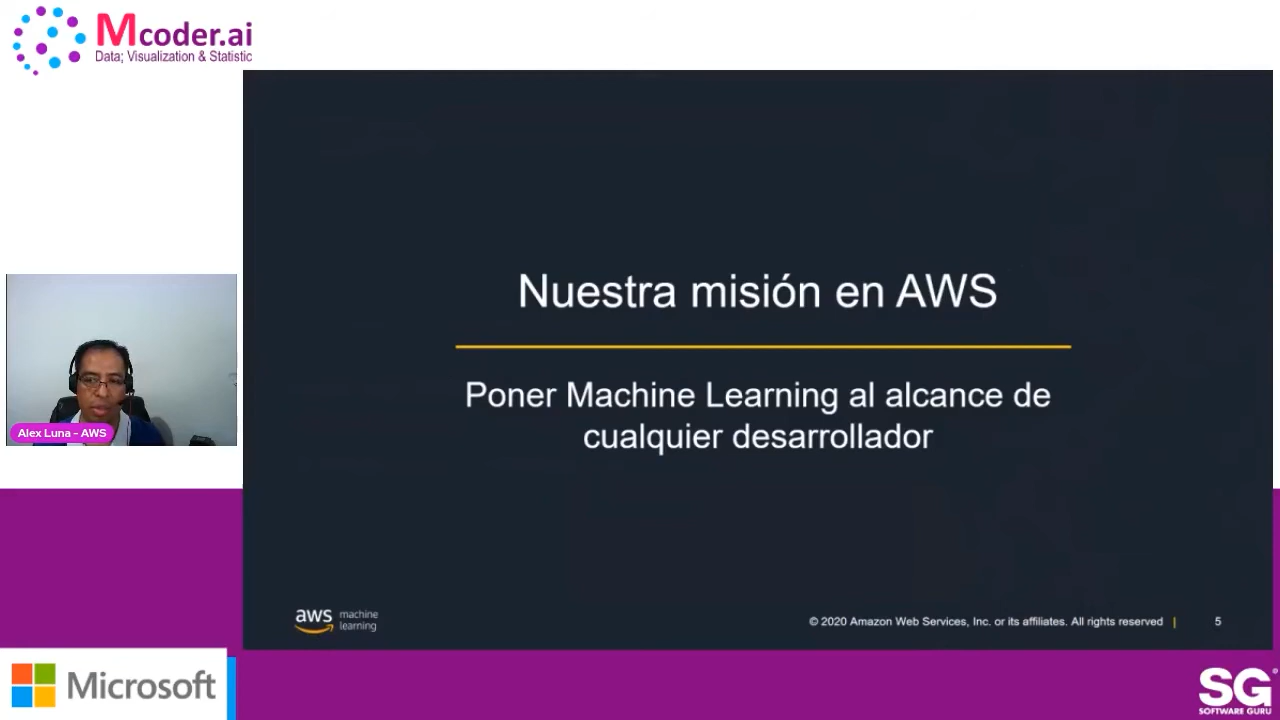 Mcoder.ai
Data; Visualization & Statistic
Nuestra misión en AWS
Poner Machine Learning al alcance de
cualquier desarrollador
Alex Luna - AWS
aws machine
learning
© 2020 Amazon Web Services, Inc. or its affiliates. All rights reserved | 5
Microsoft
SG
SOFTWARE GURU